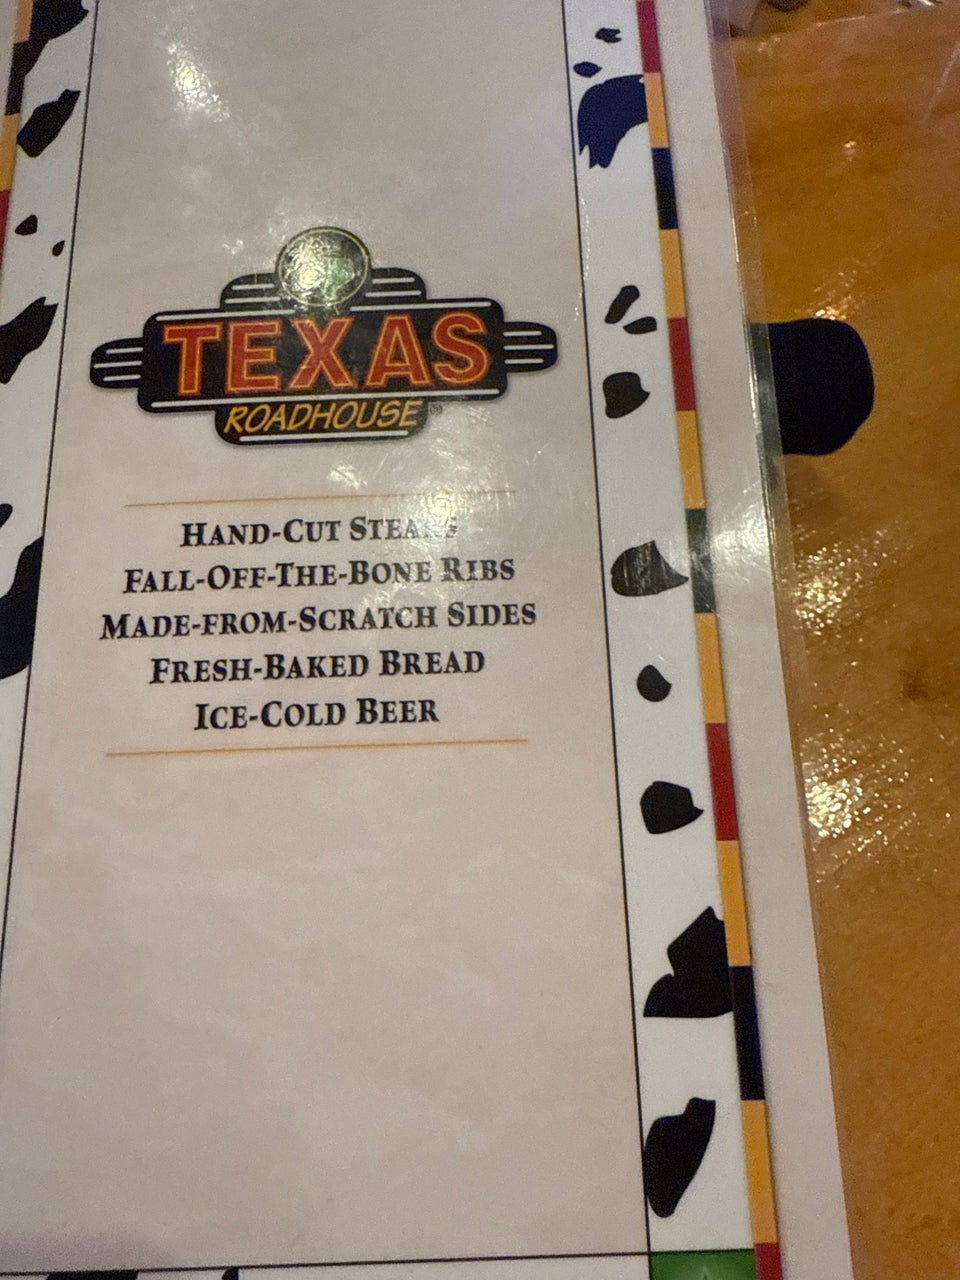 TEXAS
ROADHOUSE
HAND-CUT STEAKS
FALL-OFF-THE-BONE RIBS
MADE-FROM-SCRATCH SIDES
FRESH-BAKED BREAD
ICE-COLD BEER